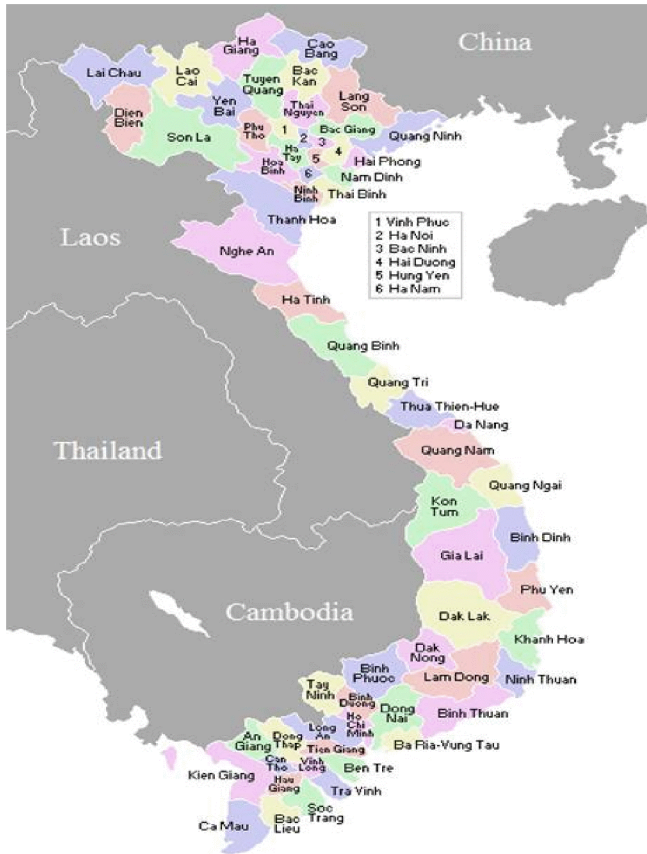 China
Ha
Giang
Cao
Bang
Lai Chau
Lao
Cai
Tuyen
Quang
Bac
Kan
Dien
Bien
Yen
Bai
Thai
Nguyen
Lang
Son
Son La
Phu
Tho
1
2
3
Bac Giang
Quang Ninh
Ha
Tay
4
5
Hoa
Binh
Hai Phong
6
Nam Dinh
Ninh
Binh
Thai Binh
Thanh Hoa
1 Vinh Phuc
2 Ha Noi
3 Bac Ninh
4 Hai Duong
5 Hung Yen
6 Ha Nam
Laos
Nghe An
Ha Tinh
Quang Binh
Quang Tri
Thua Thien-Hue
Da Nang
Thailand
Quang Nam
Quang Ngai
Kon
Tum
Binh Dinh
Gia Lai
Phu Yen
Cambodia
Dak Lak
Khanh Hoa
Dak
Nong
Binh
Phuoc
Lam Dong
Ninh Thuan
Tay
Ninh
Binh
Duong
Dong
Nai
Binh Thuan
Ho
Chi
Minh
An
Giang
Dong
Thap
Long
An
Tien Giang
Ba Ria-Vung Tau
Kien Giang
Can
Tho
Vinh
Long
Ben Tre
Hau
Giang
Tra Vinh
Soc
Trang
Ca Mau
Bac
Lieu